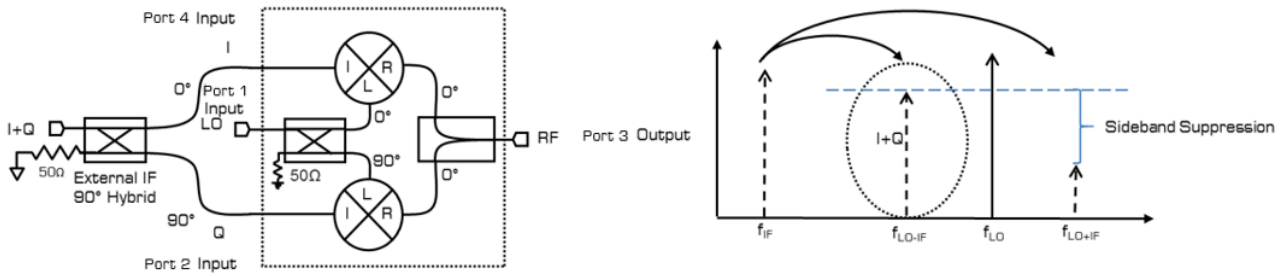 Port 4 Input
I
0°
Port 1
Input
LO
I+Q
50Ω
External IF
90° Hybrid
90°
Q
Port 2 Input
I
R
L
0°
0°
50Ω
90°
L
I
R
0°
RF
Port 3 Output
I+Q
Sideband Suppression
fIF
fLO-IF
fLO
fLO+IF